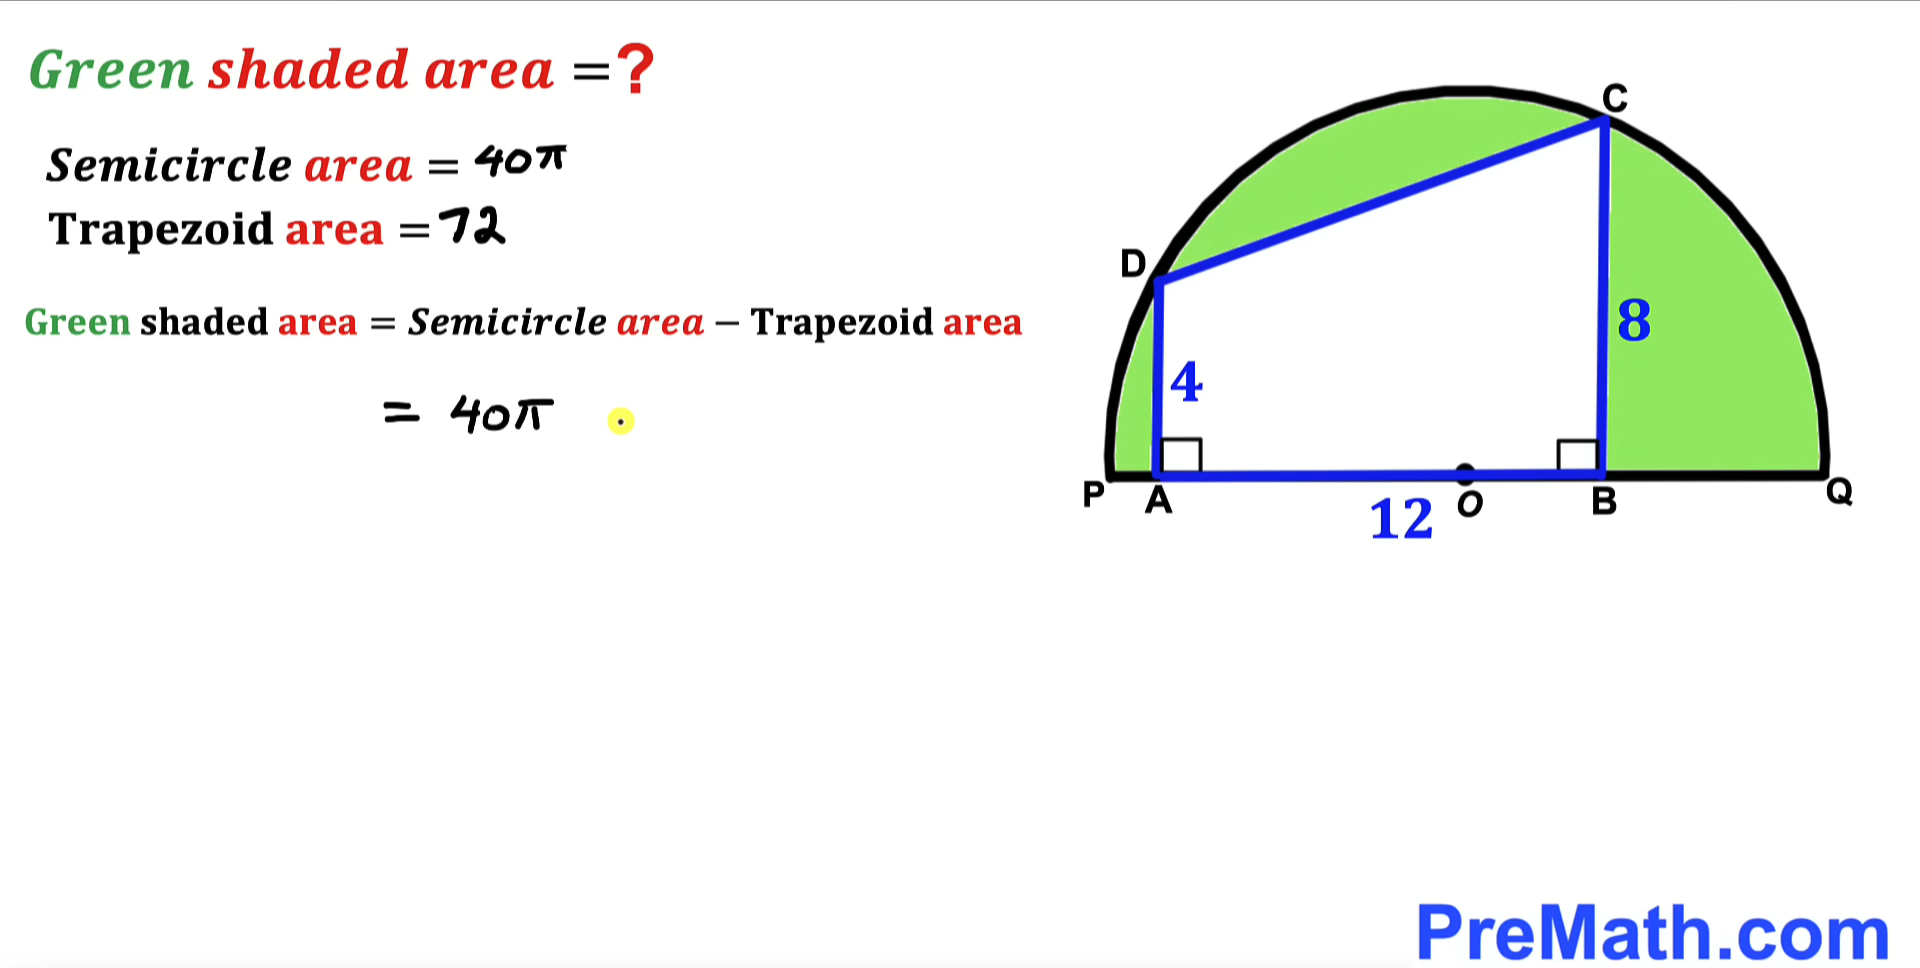 Green shaded area =?
Semicircle area = 40π
Trapezoid area = 72
Green shaded area = Semicircle area − Trapezoid area
= 40π
C
D
8
4
P A 12 O B Q
PreMath.com